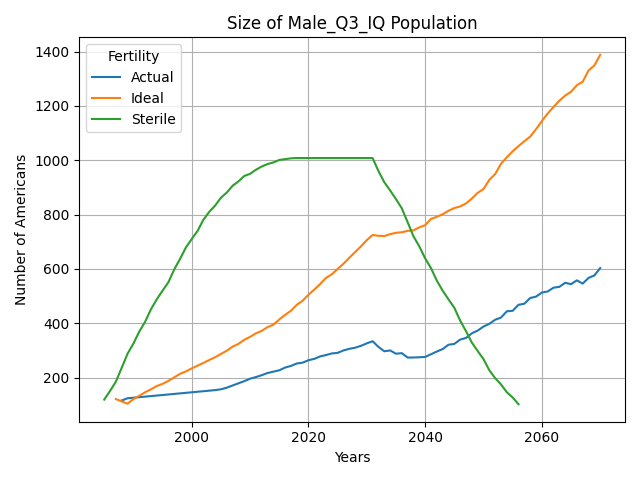 Size of Male_Q3_IQ Population
Fertility
Actual
Ideal
Sterile
Number of Americans
1400
1200
1000
800
600
400
200
2000
2020
2040
2060
Years